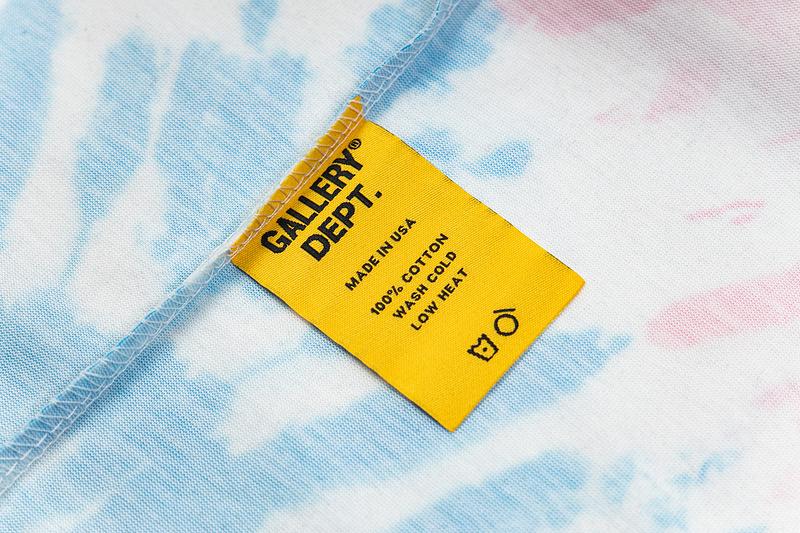 GALLERY®
DEPT.
MADE IN USA
100% COTTON
WASH COLD
LOW HEAT